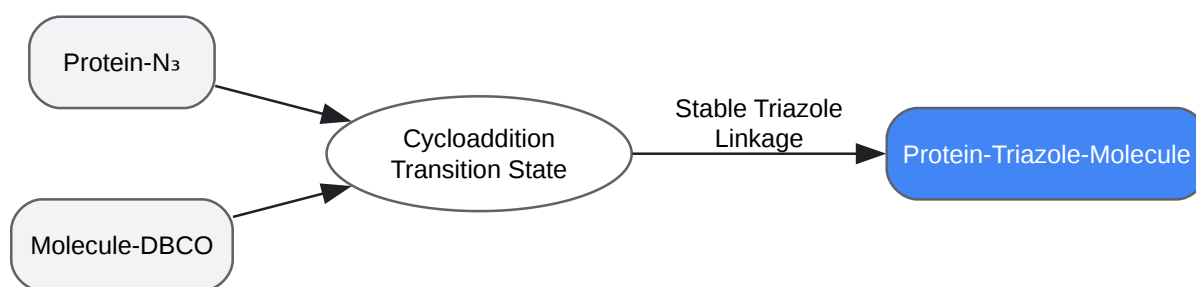 Protein-N₃
Molecule-DBCO
Cycloaddition
Transition State
Stable Triazole
Linkage
Protein-Triazole-Molecule